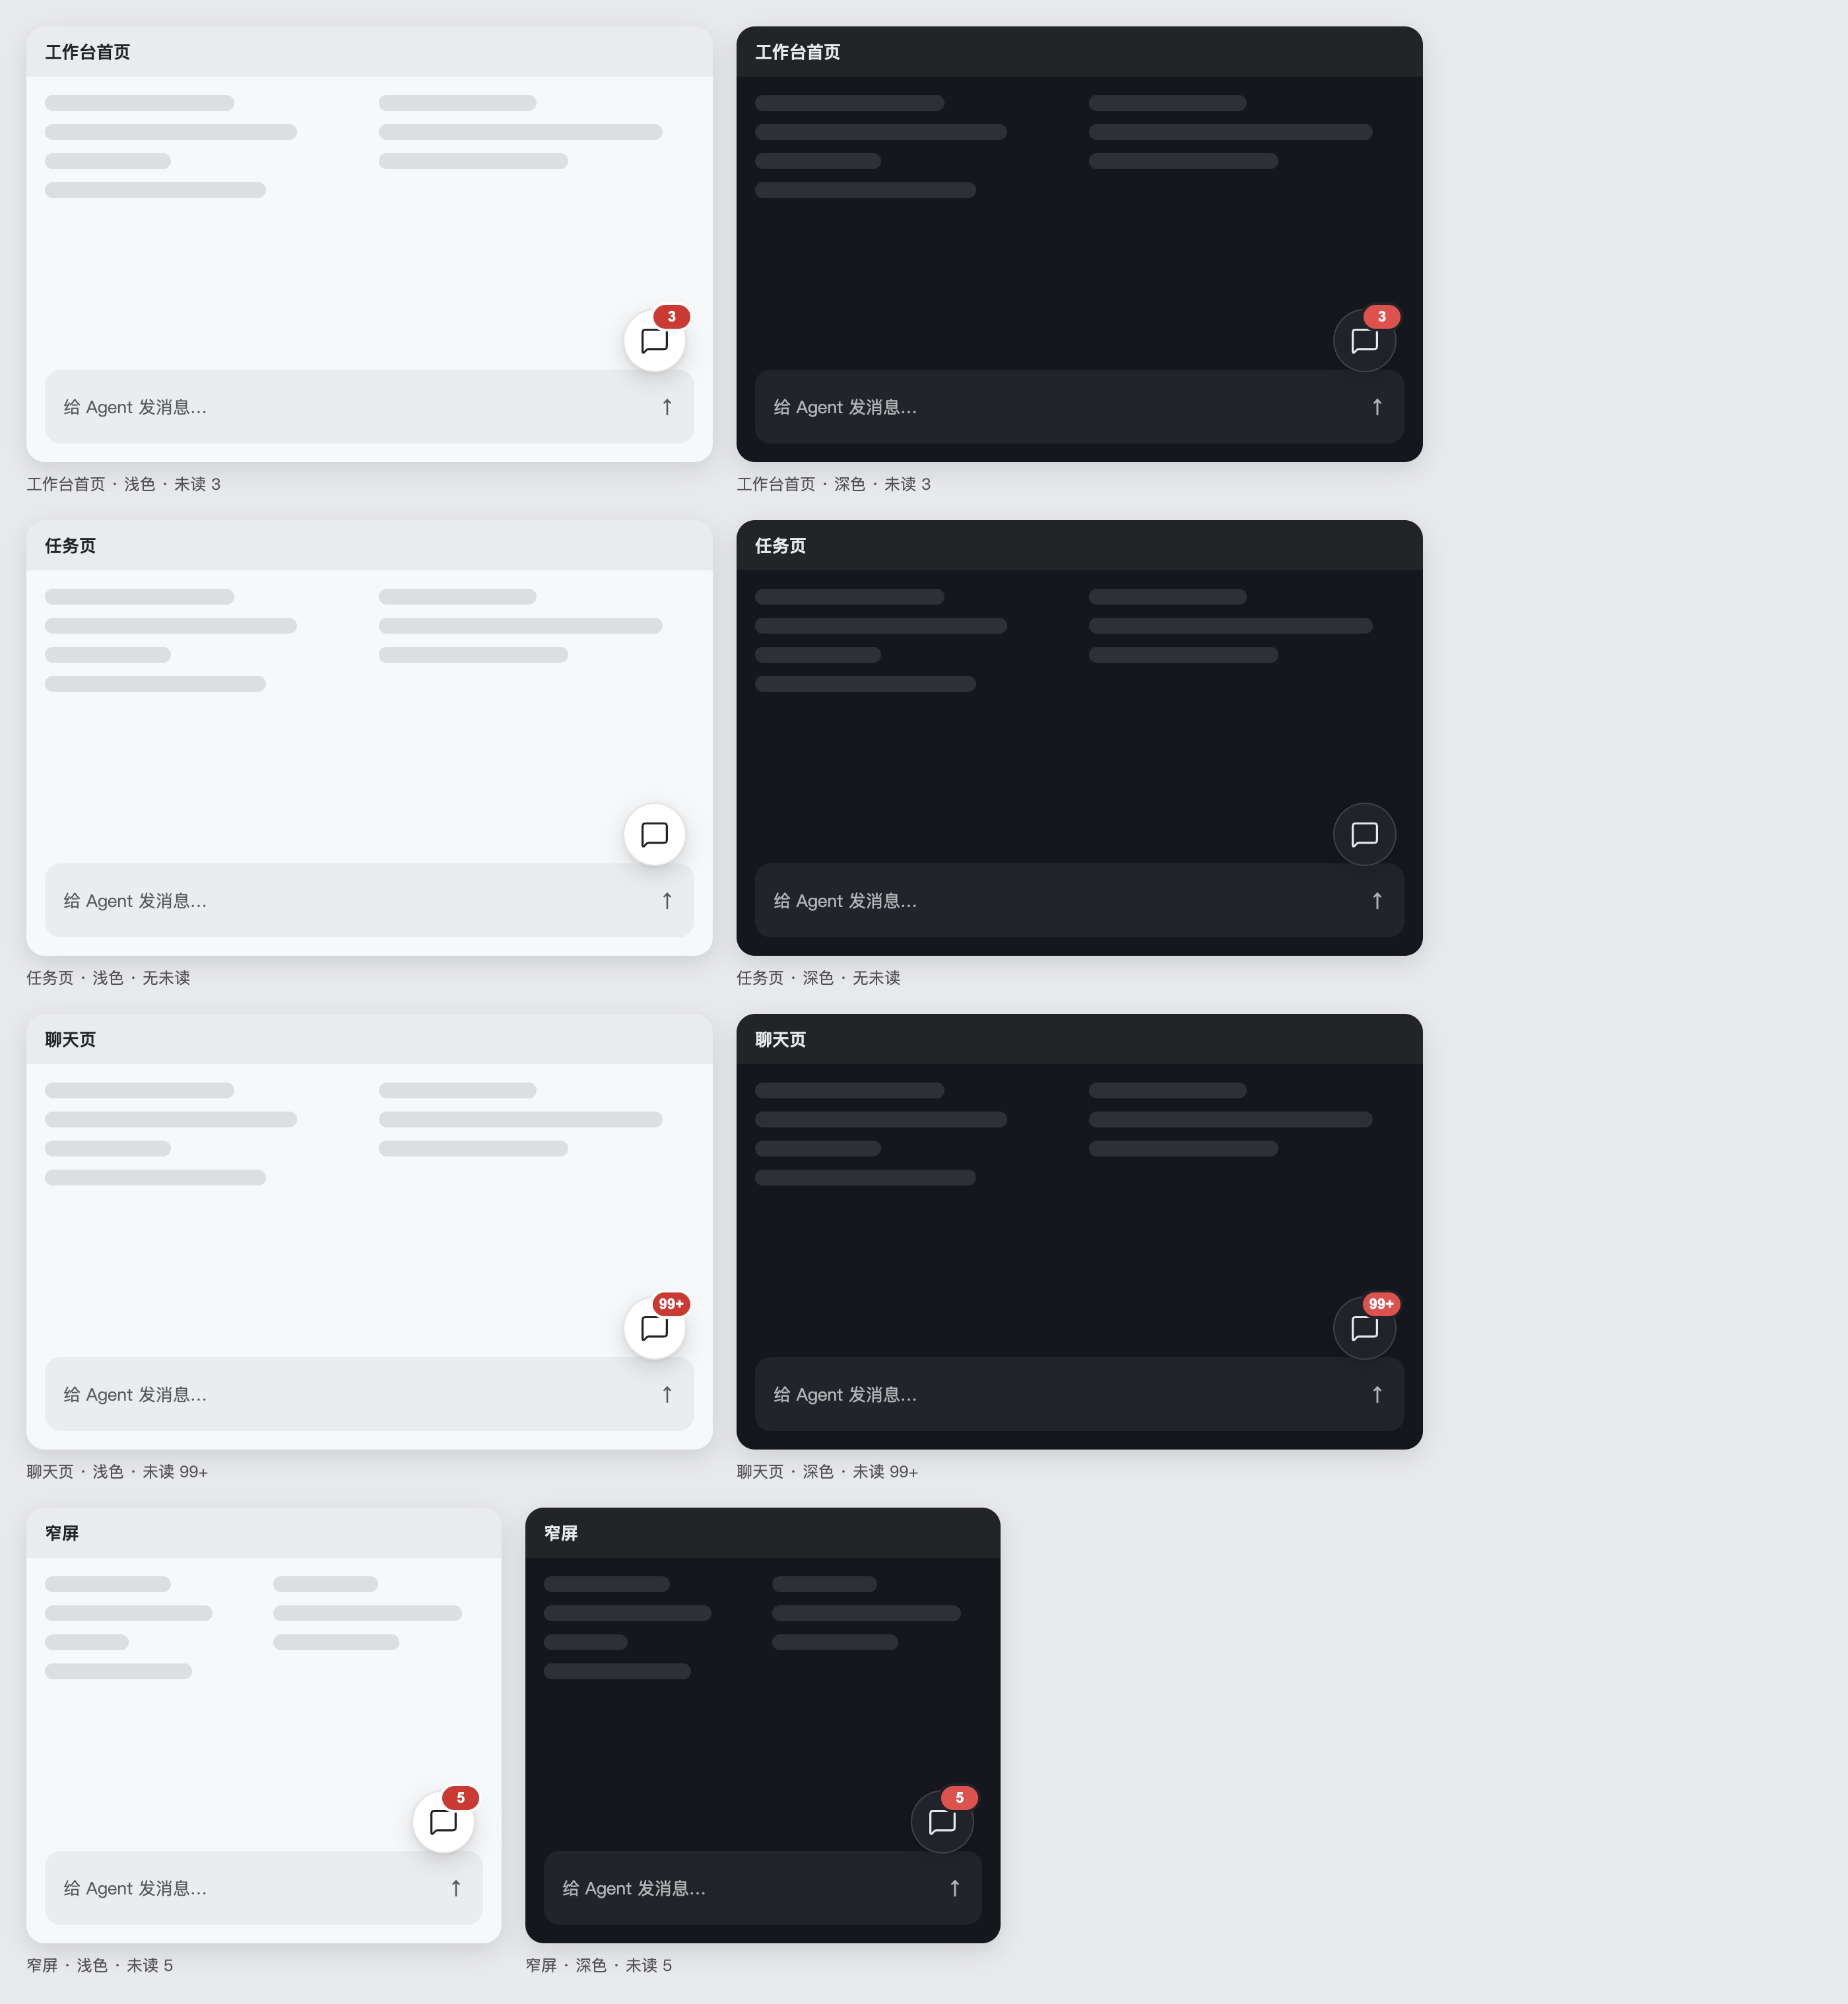 工作台首页
3
给 Agent 发消息… ↑
工作台首页 · 浅色 · 未读 3
工作台首页
3
给 Agent 发消息… ↑
工作台首页 · 深色 · 未读 3
任务页
给 Agent 发消息… ↑
任务页 · 浅色 · 无未读
任务页
给 Agent 发消息… ↑
任务页 · 深色 · 无未读
聊天页
99+
给 Agent 发消息… ↑
聊天页 · 浅色 · 未读 99+
聊天页
99+
给 Agent 发消息… ↑
聊天页 · 深色 · 未读 99+
窄屏
5
给 Agent 发消息… ↑
窄屏 · 浅色 · 未读 5
窄屏
5
给 Agent 发消息… ↑
窄屏 · 深色 · 未读 5